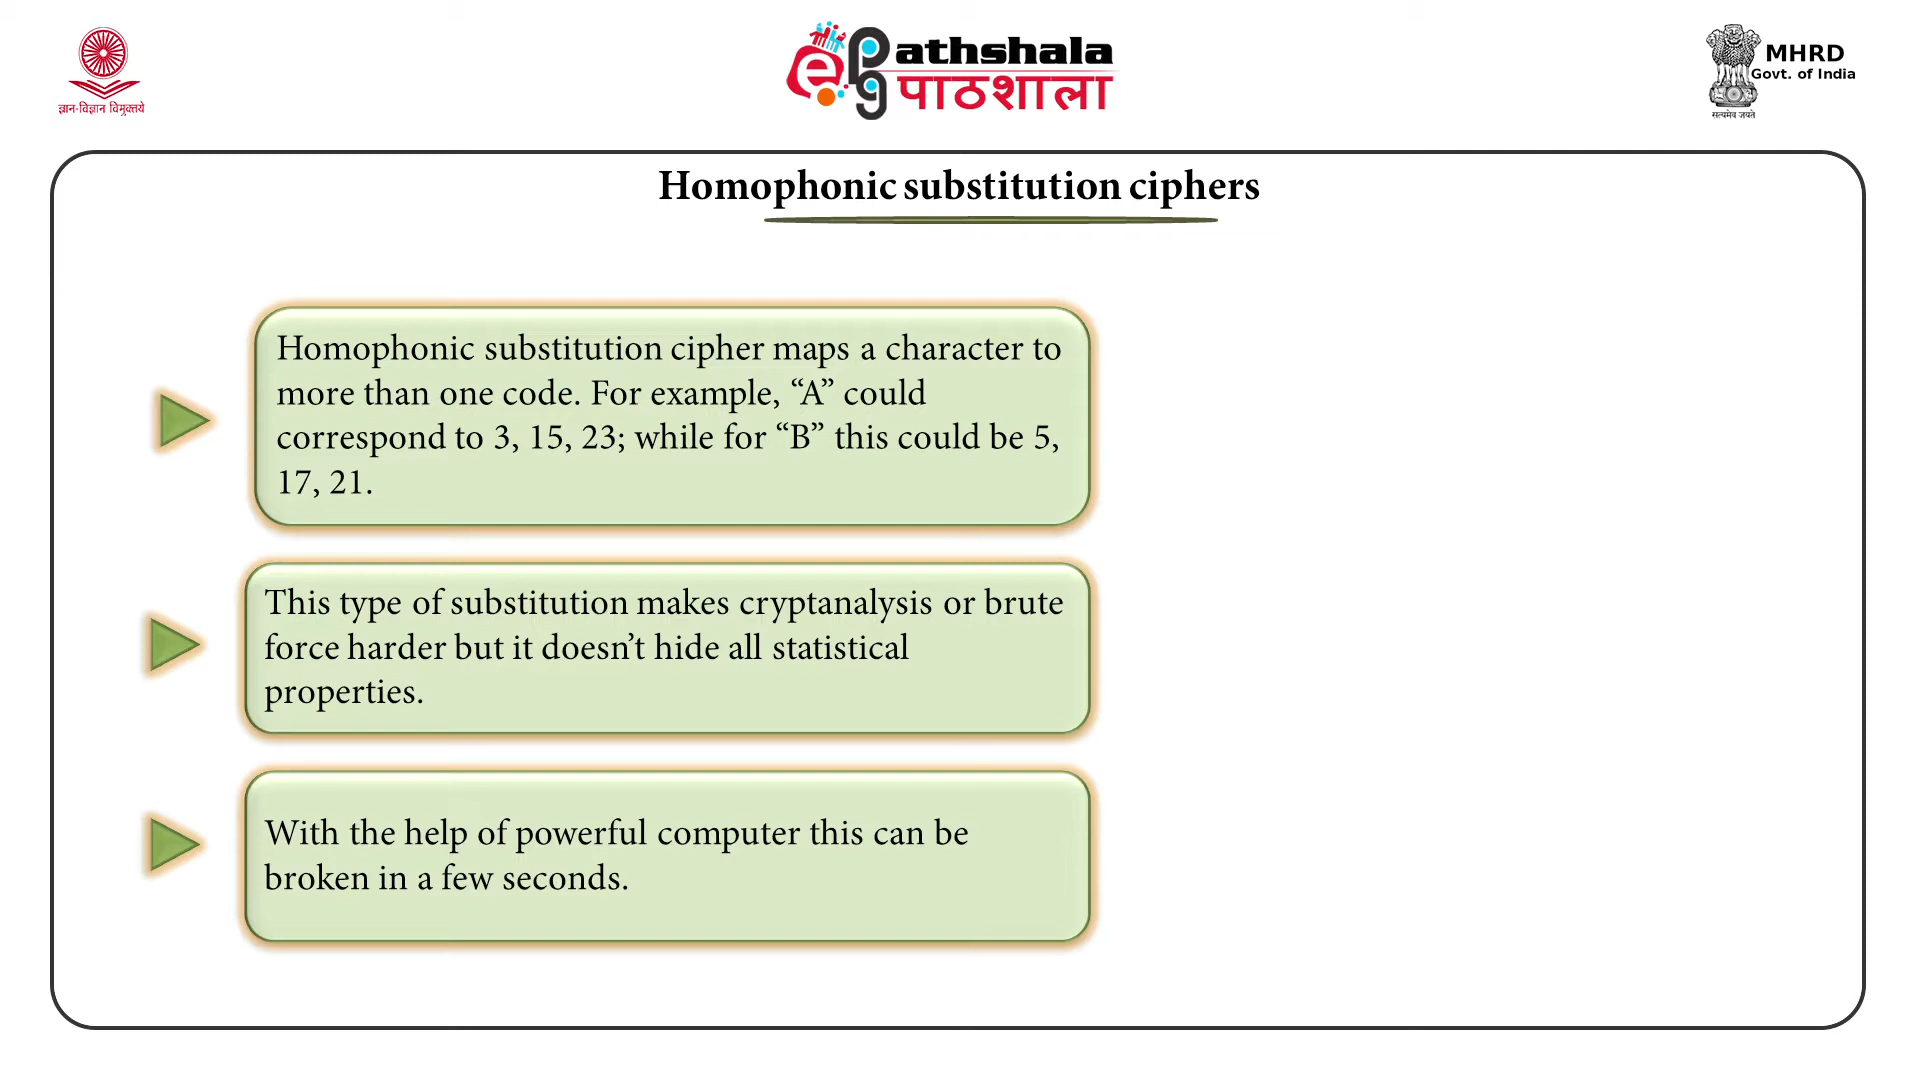 ज्ञान-विज्ञान विमुक्तये
ePG athshala
पाठशाला
MHRD
Govt. of India
सत्यमेव जयते
Homophonic substitution ciphers
Homophonic substitution cipher maps a character to
more than one code. For example, “A” could
correspond to 3, 15, 23; while for “B” this could be 5,
17, 21.
This type of substitution makes cryptanalysis or brute
force harder but it doesn’t hide all statistical
properties.
With the help of powerful computer this can be
broken in a few seconds.